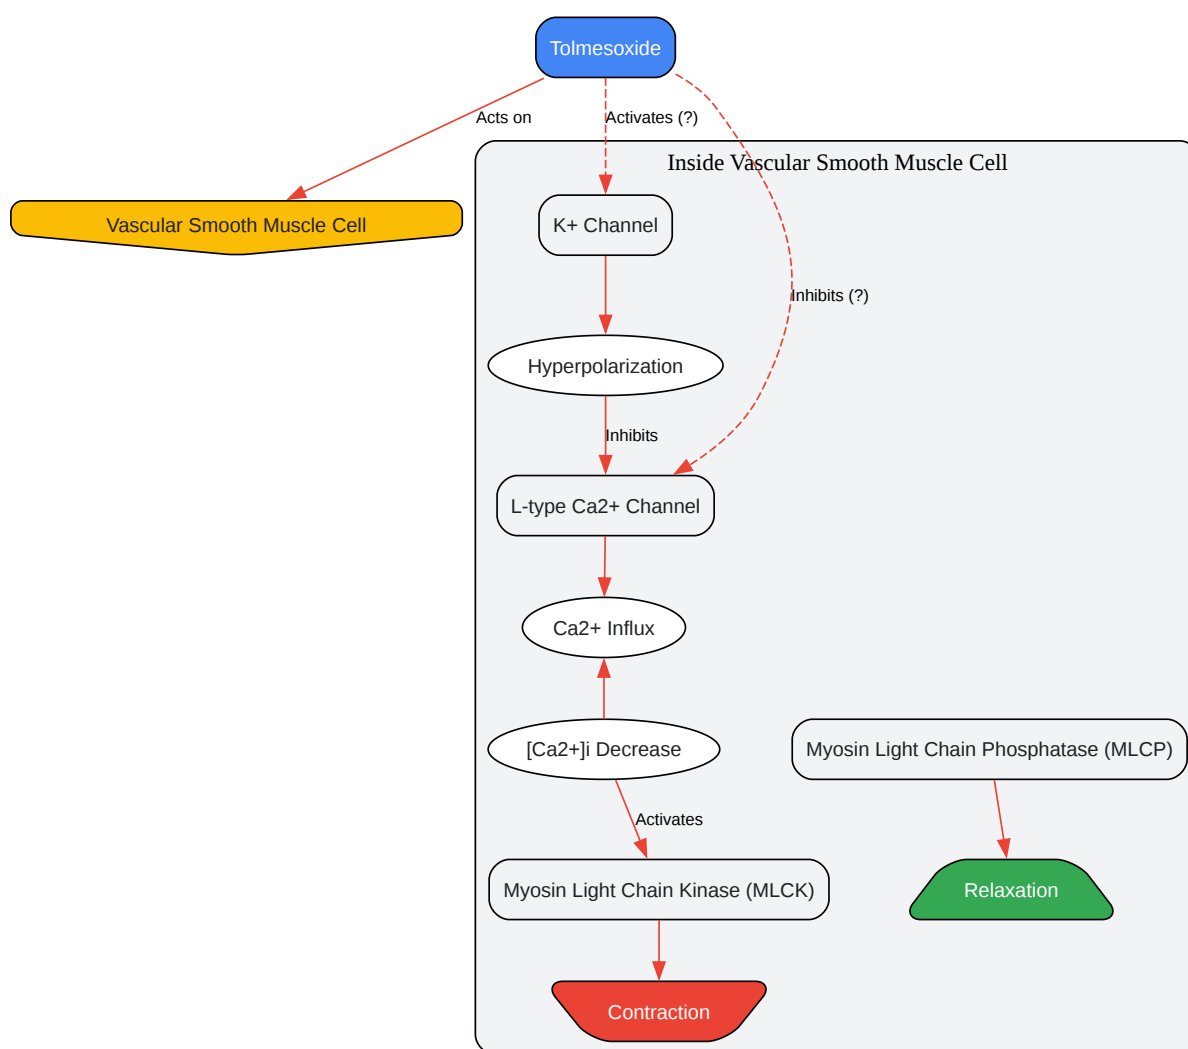 Tolmesoxide
Acts on
Activates (?)
Inside Vascular Smooth Muscle Cell
Vascular Smooth Muscle Cell
K+ Channel
Inhibits (?)
Hyperpolarization
Inhibits
L-type Ca2+ Channel
Ca2+ Influx
[Ca2+]i Decrease
Myosin Light Chain Phosphatase (MLCP)
Activates
Myosin Light Chain Kinase (MLCK)
Relaxation
Contraction